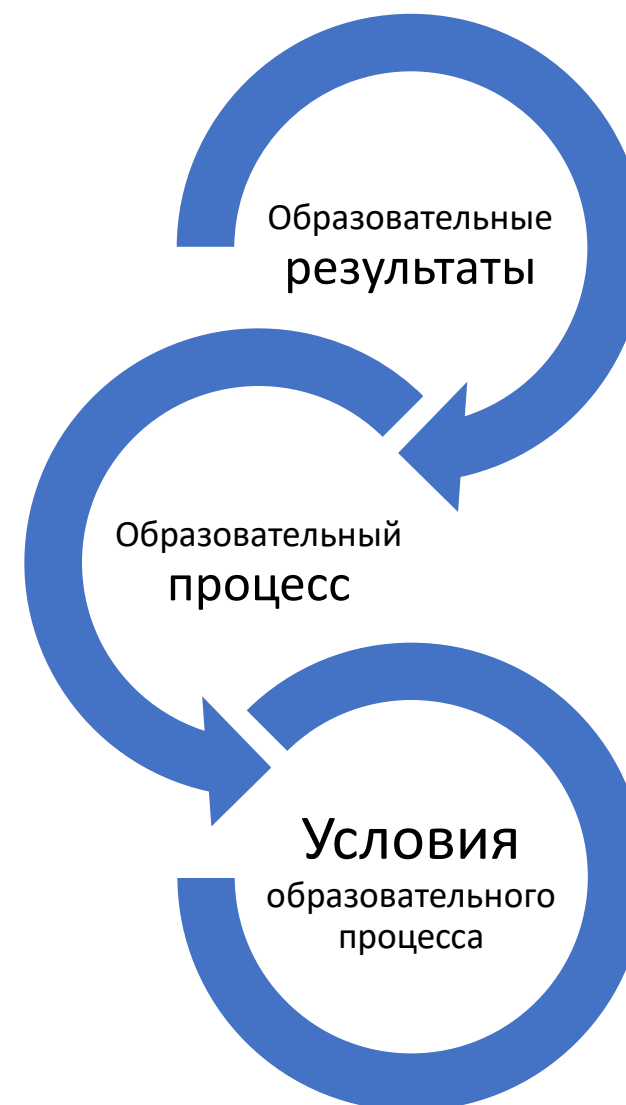 Образовательные
результаты
Образовательный
процесс
Условия
образовательного
процесса